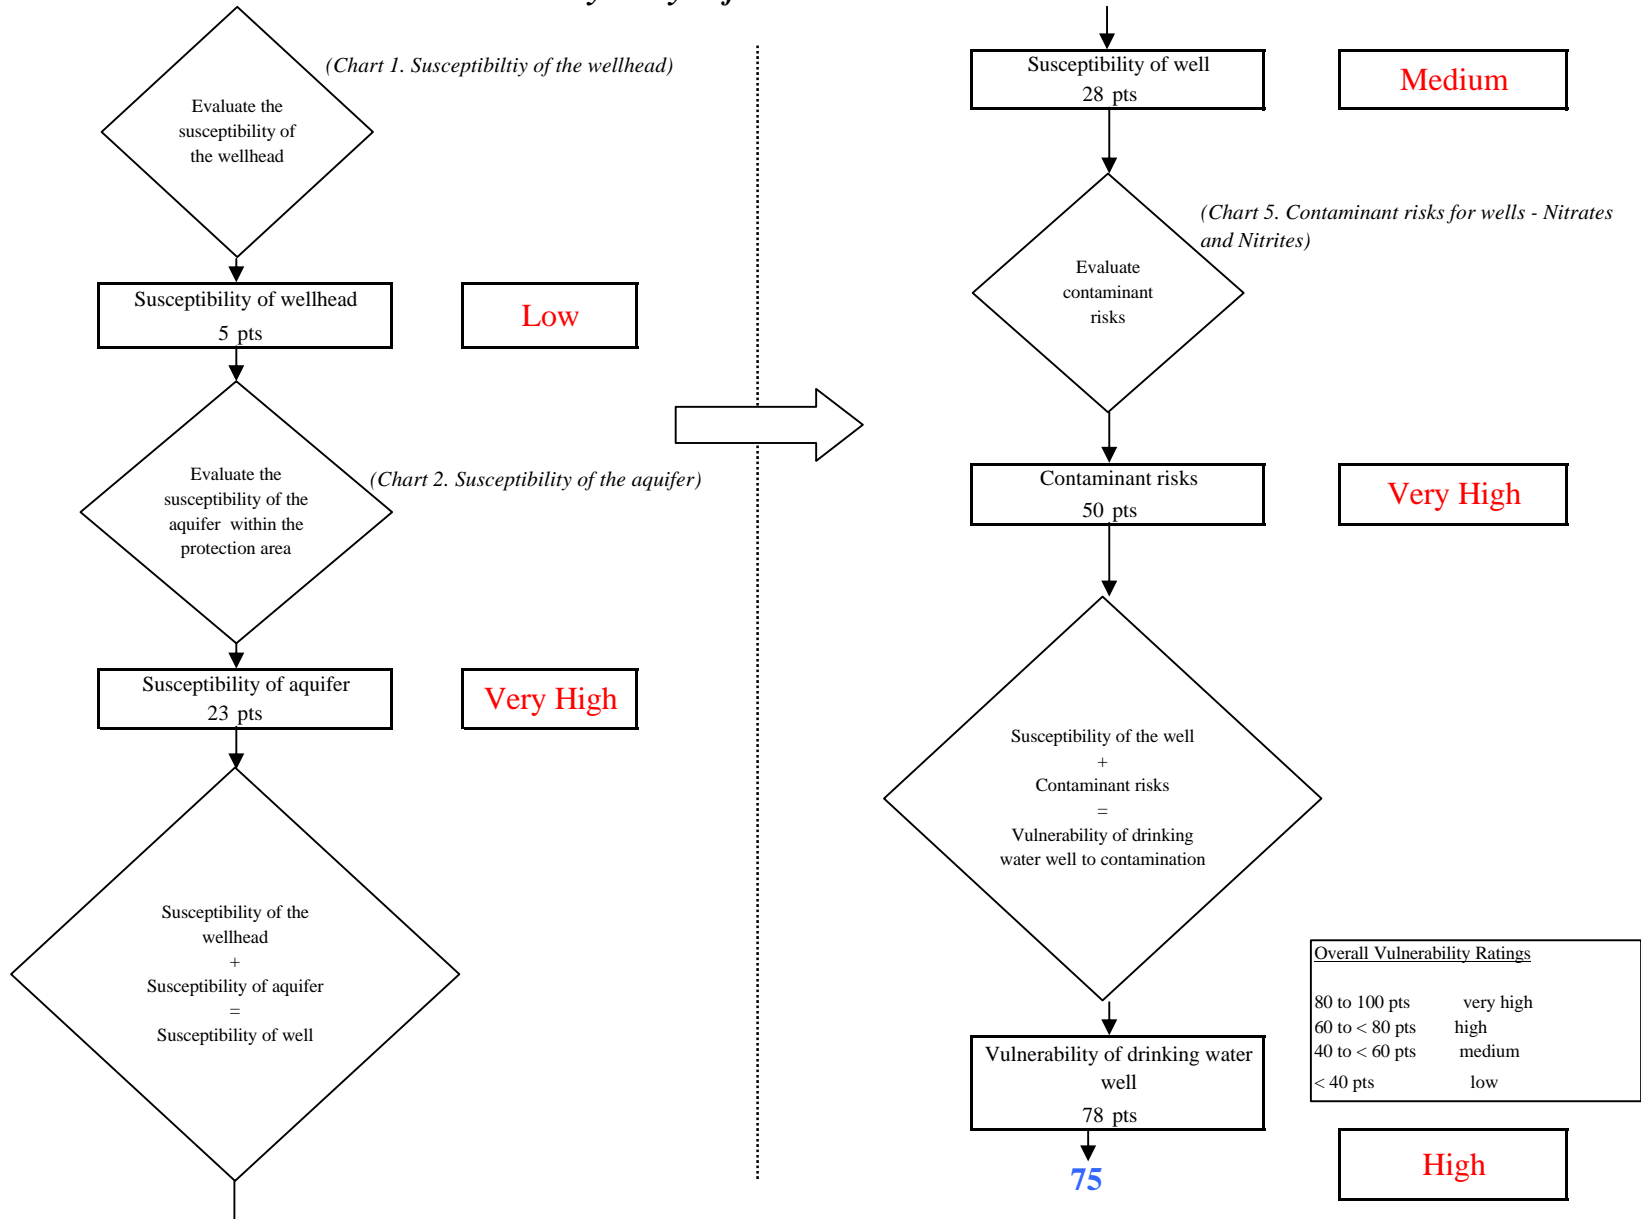 (Chart 1. Susceptibiltiy of the wellhead)
Evaluate the
susceptibility of
the wellhead
Susceptibility of wellhead
5 pts
Low
Evaluate the
susceptibility of the
aquifer within the
protection area
(Chart 2. Susceptibility of the aquifer)
Susceptibility of aquifer
23 pts
Very High
Susceptibility of the
wellhead
+
Susceptibility of aquifer
=
Susceptibility of well
Susceptibility of well
28 pts
Medium
(Chart 5. Contaminant risks for wells - Nitrates
and Nitrites)
Evaluate
contaminant
risks
Contaminant risks
50 pts
Very High
Susceptibility of the well
+
Contaminant risks
=
Vulnerability of drinking
water well to contamination
Overall Vulnerability Ratings
80 to 100 pts very high
60 to < 80 pts high
40 to < 60 pts medium
< 40 pts low
Vulnerability of drinking water
well
78 pts
75
High